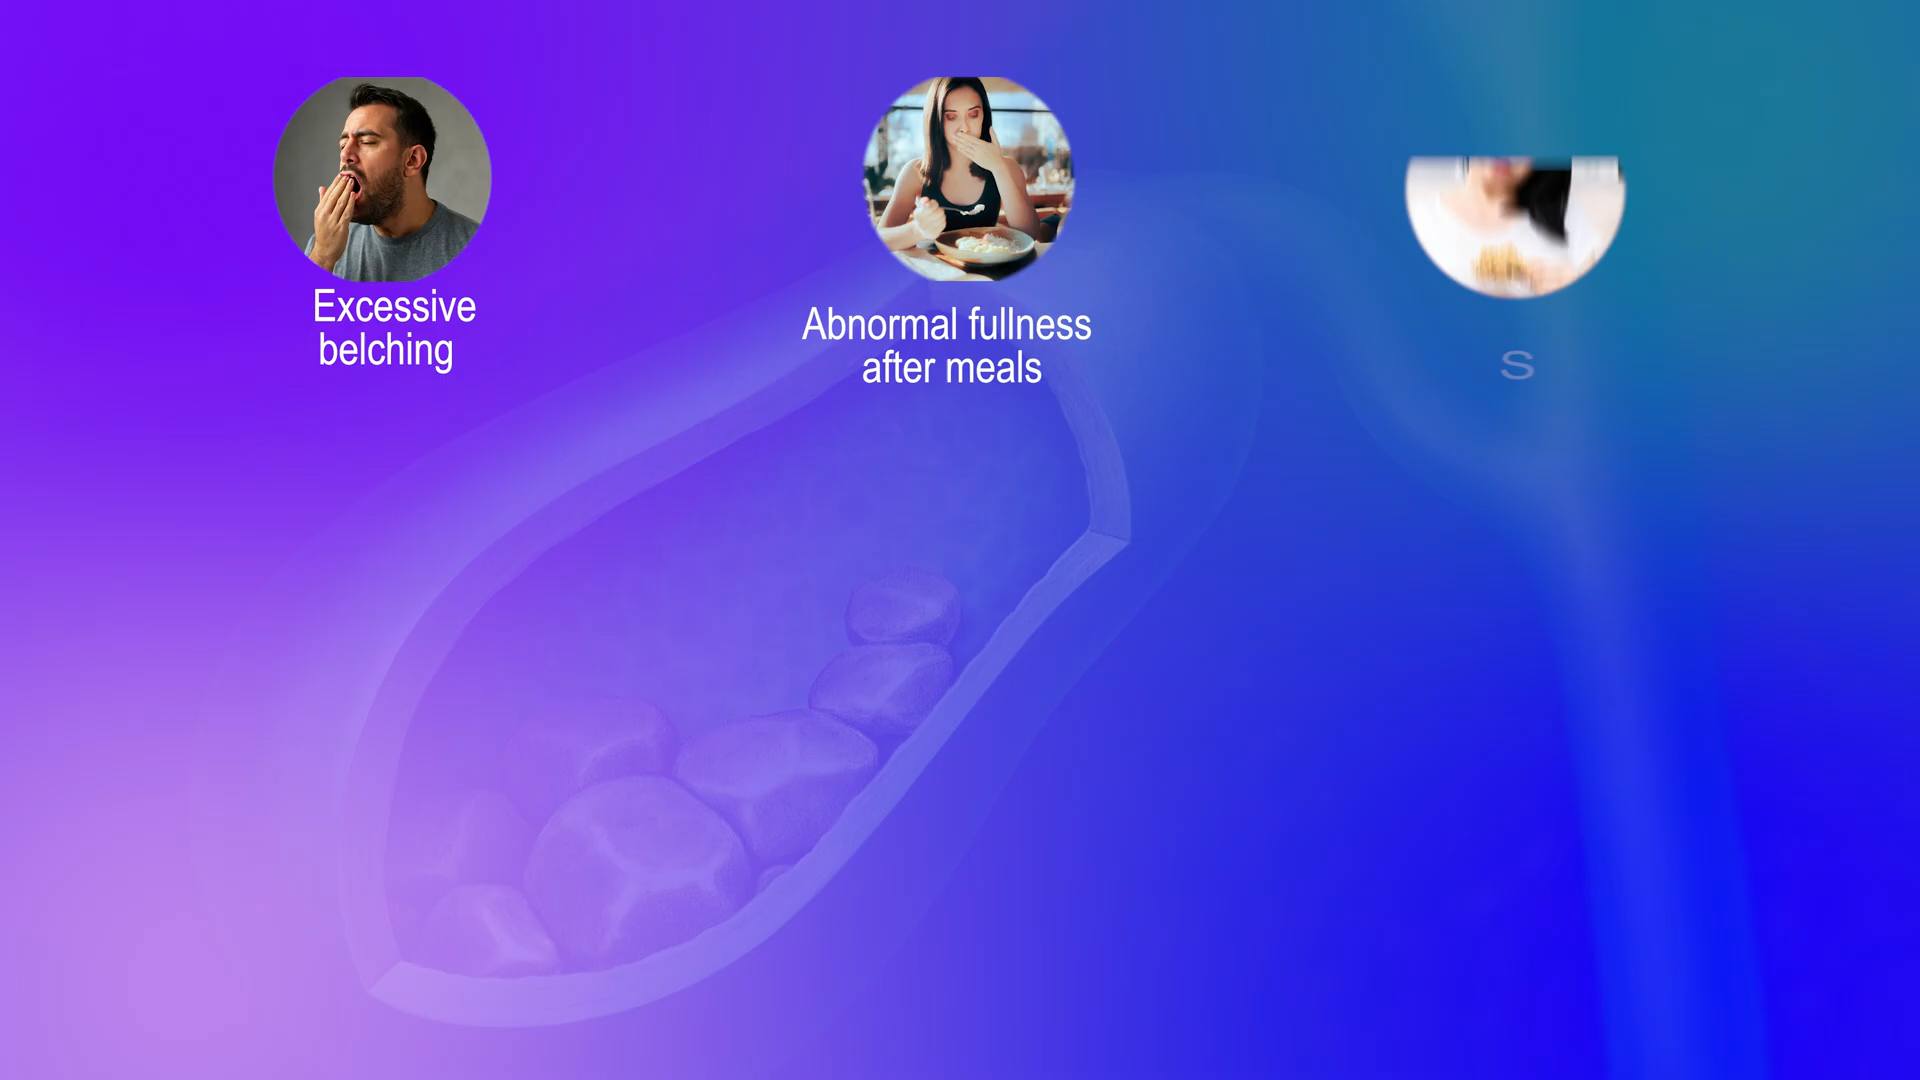 Excessive
belching
Abnormal fullness
after meals
S